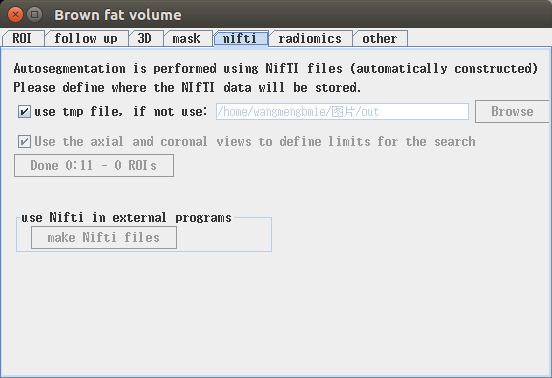 Brown fat volume
ROI follow up 3D mask nifti radiomics other
Autosegmentation is performed using NifTI files (automatically constructed)
Please define where the NIfTI data will be stored.
use tmp file, if not use: /home/wangmengbmie/图片/out Browse
Use the axial and coronal views to define limits for the search
Done 0:11 - 0 ROIs
use Nifti in external programs
make Nifti files